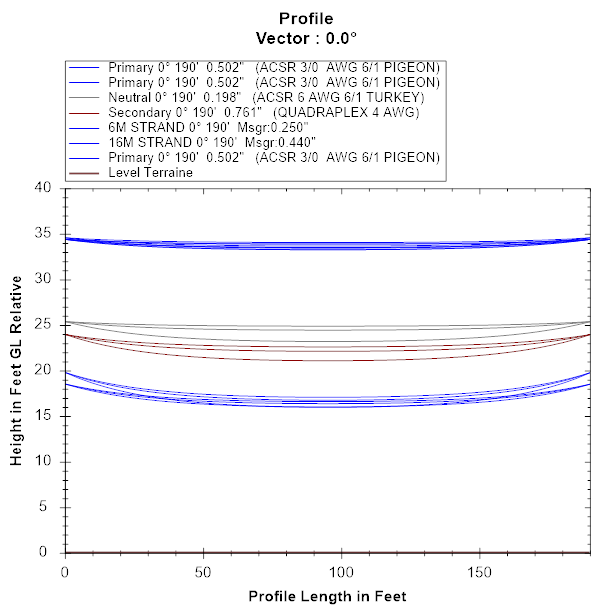 Profile
Vector : 0.0°
Primary 0° 190' 0.502" (ACSR 3/0 AWG 6/1 PIGEON)
Primary 0° 190' 0.502" (ACSR 3/0 AWG 6/1 PIGEON)
Neutral 0° 190' 0.198" (ACSR 6 AWG 6/1 TURKEY)
Secondary 0° 190' 0.761" (QUADRAPLEX 4 AWG)
6M STRAND 0° 190' Msgr:0.250"
16M STRAND 0° 190' Msgr:0.440"
Primary 0° 190' 0.502" (ACSR 3/0 AWG 6/1 PIGEON)
Level Terraine
40
35
30
25
20
15
10
5
0
Height in Feet GL Relative
0 50 100 150
Profile Length in Feet